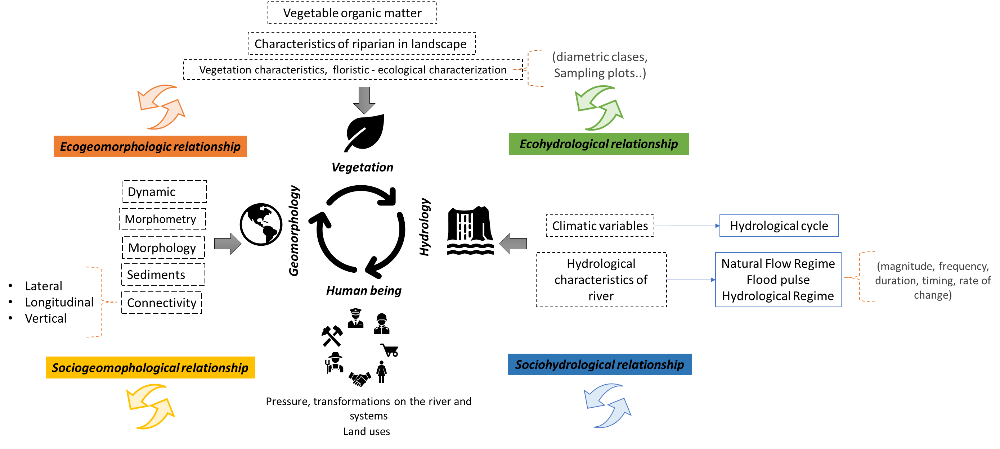 Vegetable organic matter
Characteristics of riparian in landscape
Vegetation characteristics, floristic - ecological characterization
(diametric clases,
Sampling plots..)
Ecogeomorphologic relationship
Ecohydrological relationship
Vegetation
Geomorphology
Hydrology
Human being
Dynamic
Morphometry
Morphology
Sediments
Connectivity
• Lateral
• Longitudinal
• Vertical
Climatic variables
Hydrological cycle
Hydrological
characteristics of
river
Natural Flow Regime
Flood pulse
Hydrological Regime
(magnitude, frequency,
duration, timing, rate of
change)
Sociogeomophological relationship
Sociohydrological relationship
Pressure, transformations on the river and
systems
Land uses